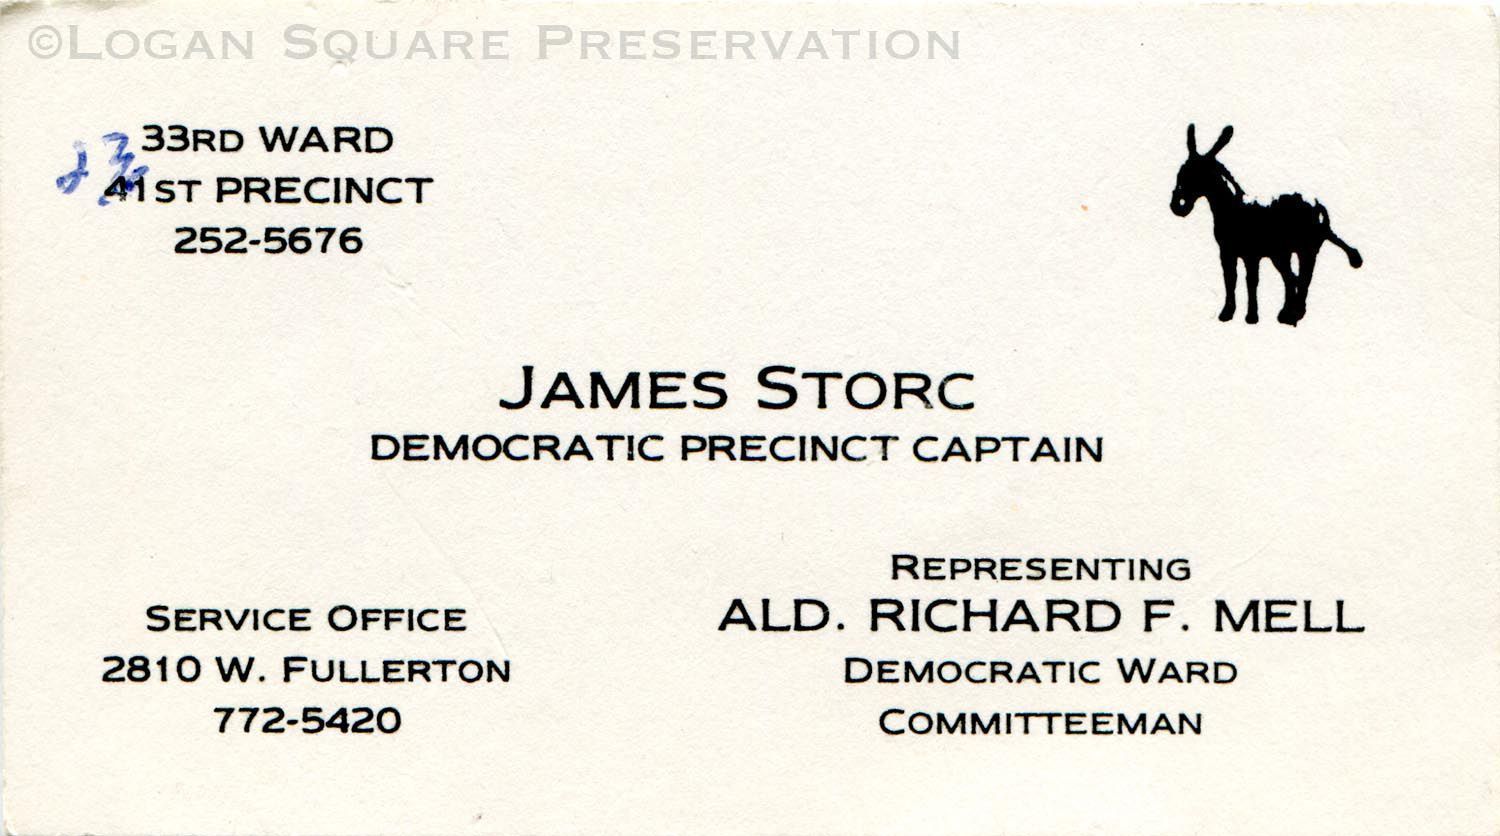 ©Logan Square Preservation
33RD WARD
41ST PRECINCT
252-5676
James Storc
DEMOCRATIC PRECINCT CAPTAIN
Service Office
2810 W. Fullerton
772-5420
Representing
ALD. RICHARD F. MELL
Democratic Ward
Committeeman